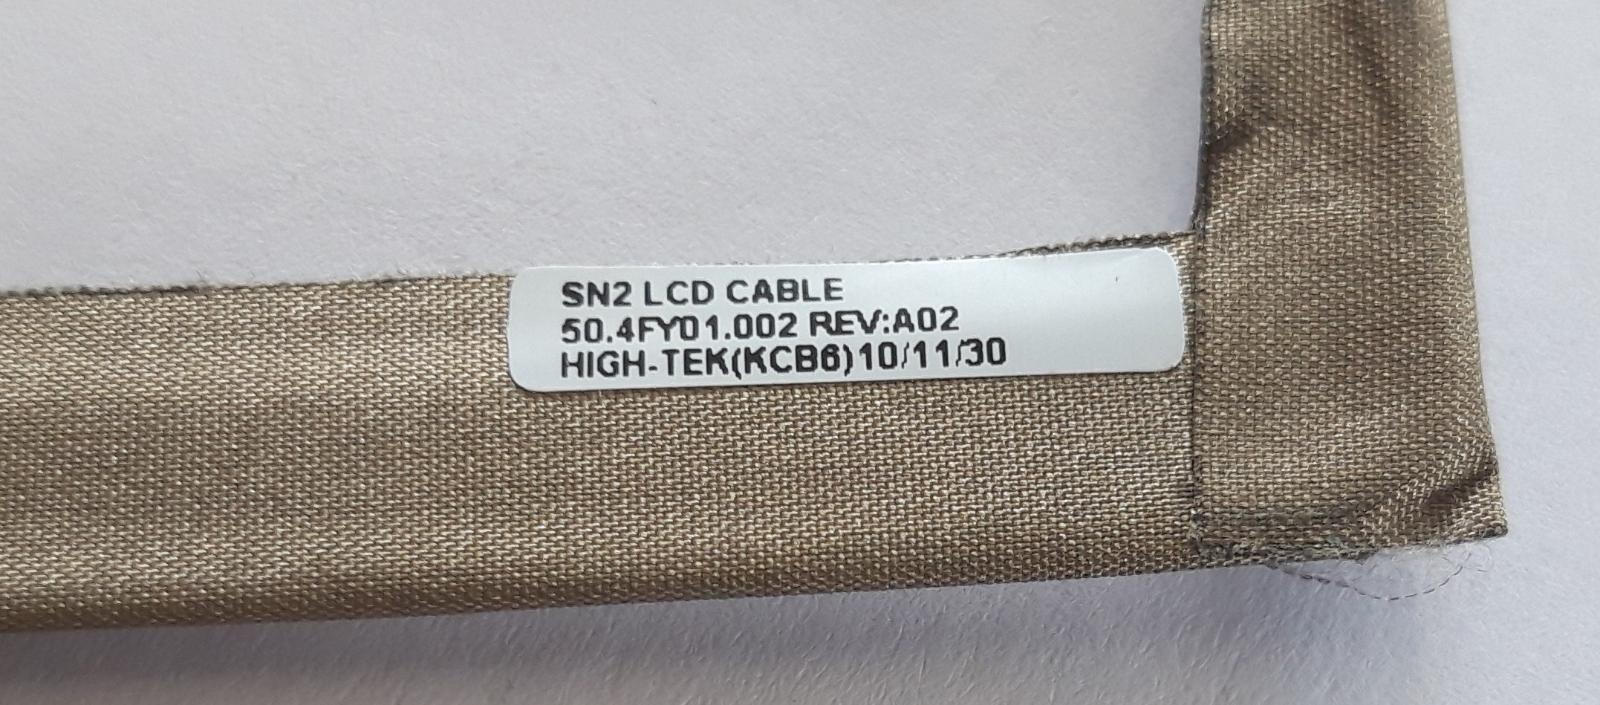 SN2 LCD CABLE
50.4FY01.002 REV:A02
HIGH-TEK(KCB6)10/11/30